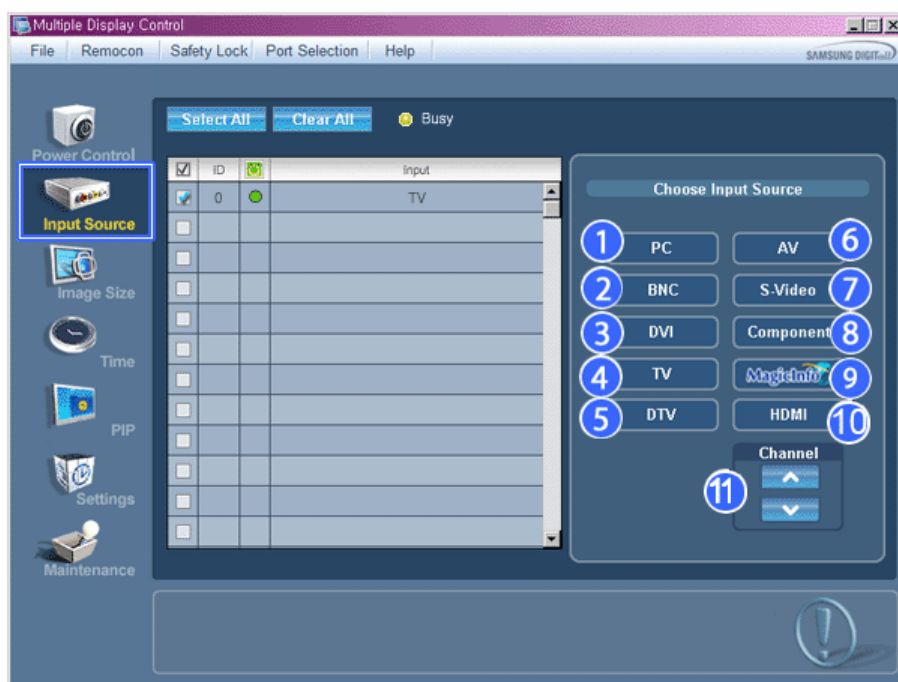 Multiple Display Control
File Remocon Safety Lock Port Selection Help
SAMSUNG DIGITall
Select All Clear All Busy
Power Control
ID Input
0 TV
Input Source
Image Size
Time
PIP
Settings
Maintenance
Choose Input Source
1 PC AV 6
2 BNC S-Video 7
3 DVI Component 8
4 TV MagicInfo 9
5 DTV HDMI 10
Channel
11